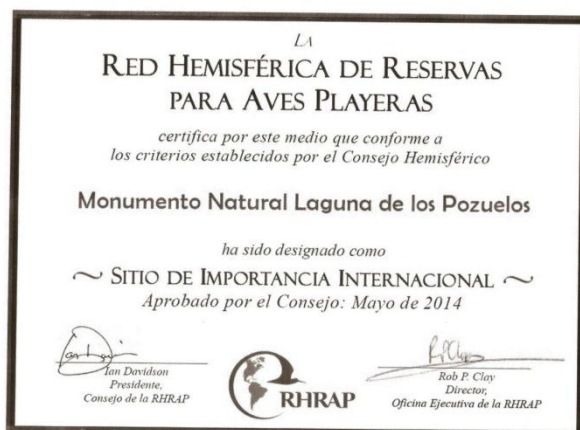 LA
RED HEMISFÉRICA DE RESERVAS
PARA AVES PLAYERAS
certifica por este medio que conforme a
los criterios establecidos por el Consejo Hemisférico
Monumento Natural Laguna de los Pozuelos
ha sido designado como
~ SITIO DE IMPORTANCIA INTERNACIONAL ~
Aprobado por el Consejo: Mayo de 2014
Ian Davidson
Presidente,
Consejo de la RHRAP
RHRAP
Rob P. Clay
Director,
Oficina Ejecutiva de la RHRAP